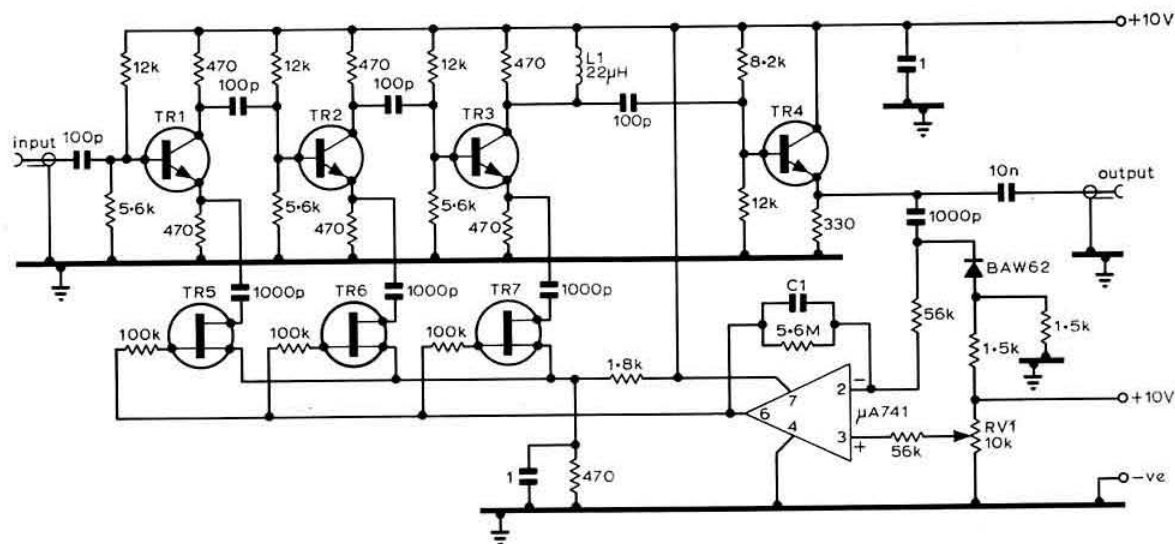 +10V
12k
470
12k
470
12k
470
L1
22μH
8·2k
1
100p
100p
100p
TR1
TR2
TR3
TR4
input
100p
output
5·6k
470
5·6k
470
5·6k
470
12k
330
10n
1000p
BAW62
TR5
1000p
TR6
1000p
TR7
1000p
C1
5·6M
56k
1·5k
1·5k
100k
100k
100k
1·8k
7
2
−
6
4
3
+
μA741
56k
RV1
10k
+10V
1
470
−ve